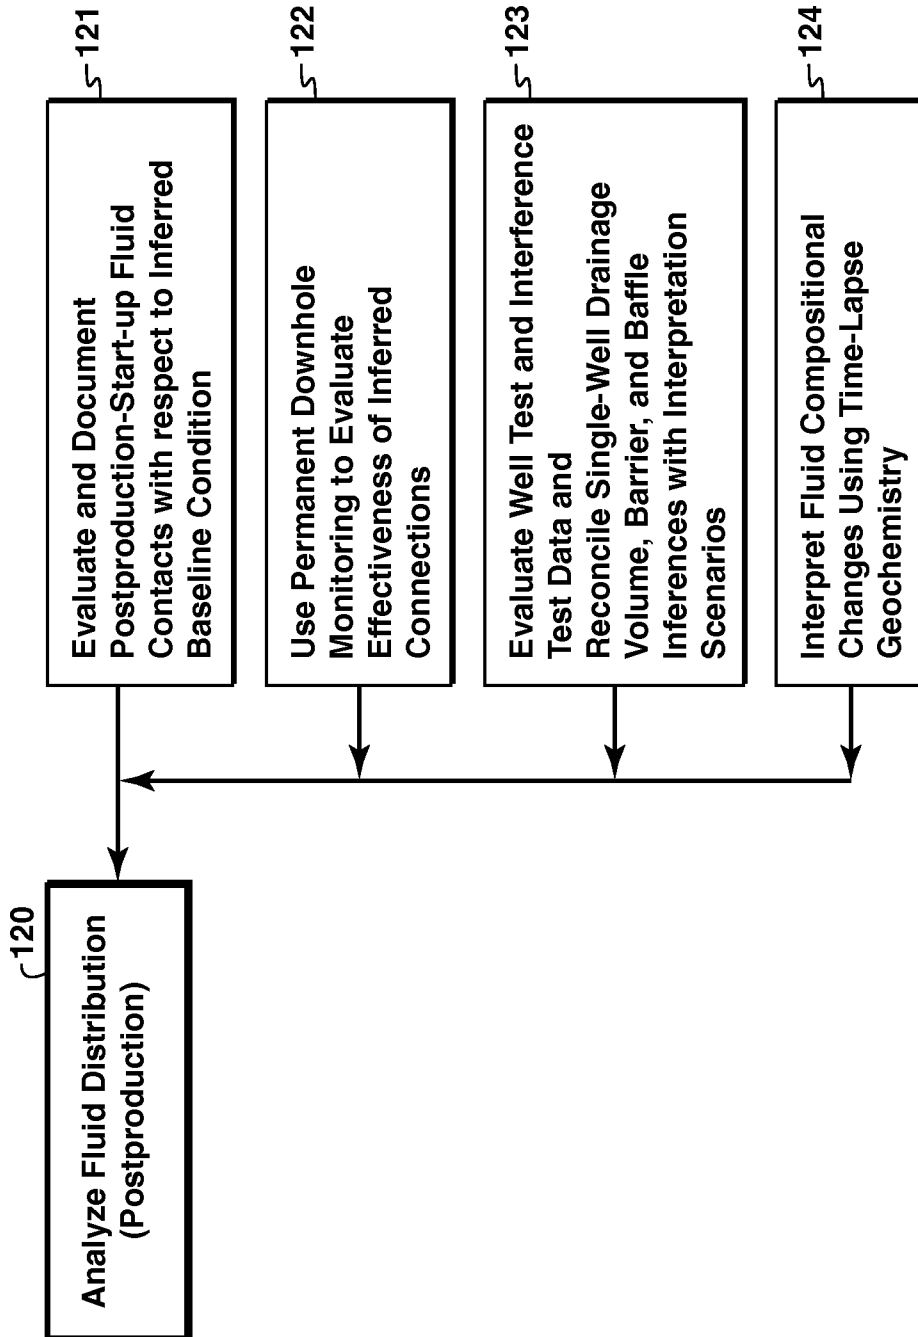 120
Analyze Fluid Distribution
(Postproduction)
121
Evaluate and Document
Postproduction-Start-up Fluid
Contacts with respect to Inferred
Baseline Condition
122
Use Permanent Downhole
Monitoring to Evaluate
Effectiveness of Inferred
Connections
123
Evaluate Well Test and Interference
Test Data and
Reconcile Single-Well Drainage
Volume, Barrier, and Baffle
Inferences with Interpretation
Scenarios
124
Interpret Fluid Compositional
Changes Using Time-Lapse
Geochemistry